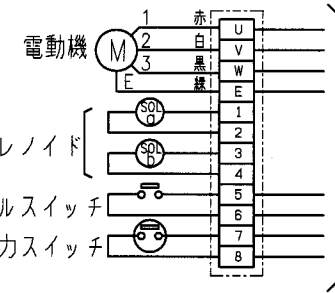 1 赤 U
電動機 M 2 白 V
3 黒 W
E 緑 E
SOL a 1
2
レノイド SOL b 3
4
ルスイッチ 5
6
力スイッチ 7
8